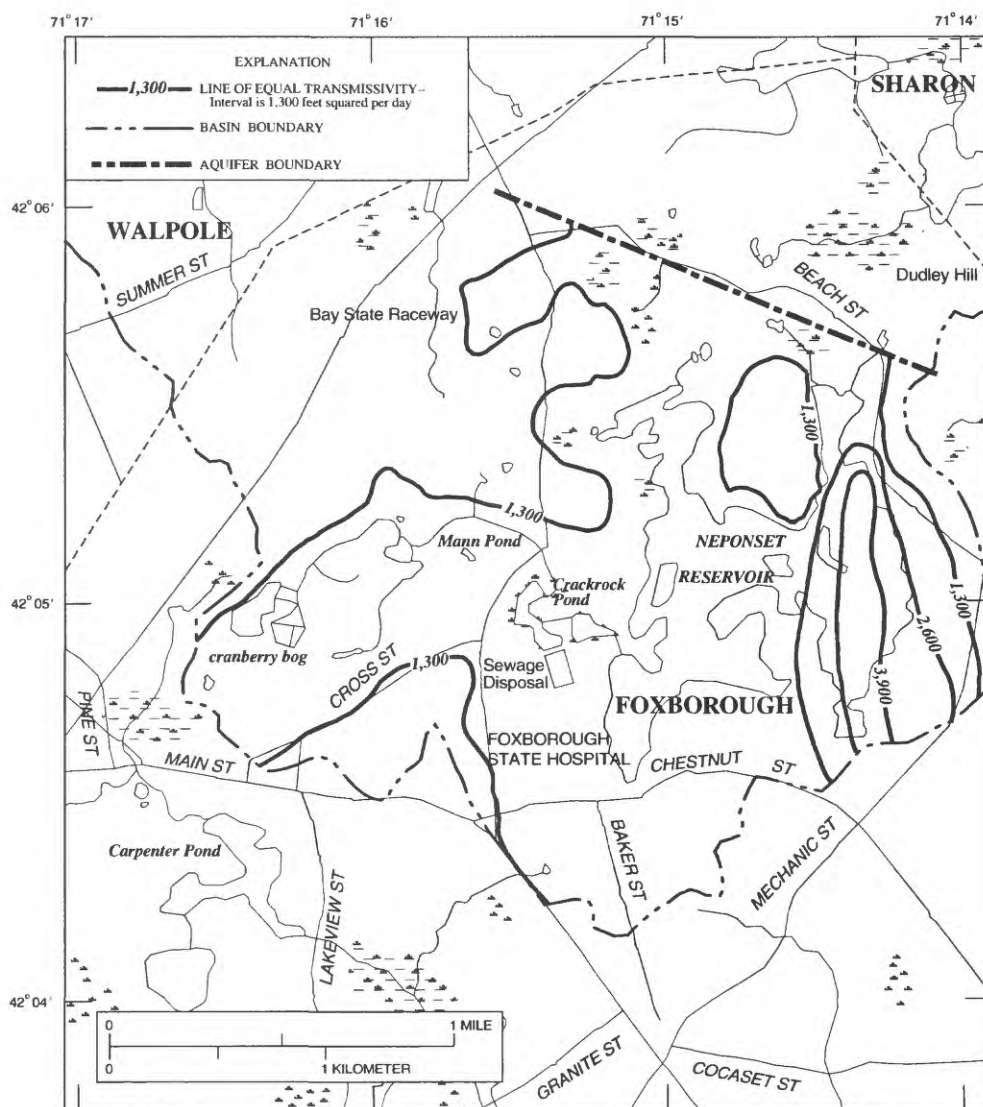 71° 17'
71° 16'
71° 15'
71° 14'
EXPLANATION
1,300
LINE OF EQUAL TRANSMISSIVITY--
Interval is 1,300 feet squared per day
BASIN BOUNDARY
AQUIFER BOUNDARY
SHARON
42° 06'
WALPOLE
SUMMER ST
Dudley Hill
BEACH ST
Bay State Raceway
1,300
1,300
Mann Pond
NEPONSET
RESERVOIR
Crackrock
Pond
42° 05'
1,300
2,600
3,900
cranberry bog
CROSS ST
1,300
Sewage
Disposal
FOXBOROUGH
PINE ST
FOXBOROUGH
STATE HOSPITAL
MAIN ST
CHESTNUT ST
Carpenter Pond
LAKEVIEW ST
BAKER ST
MECHANIC ST
42° 04'
0
1 MILE
0
1 KILOMETER
GRANITE ST
COCASET ST